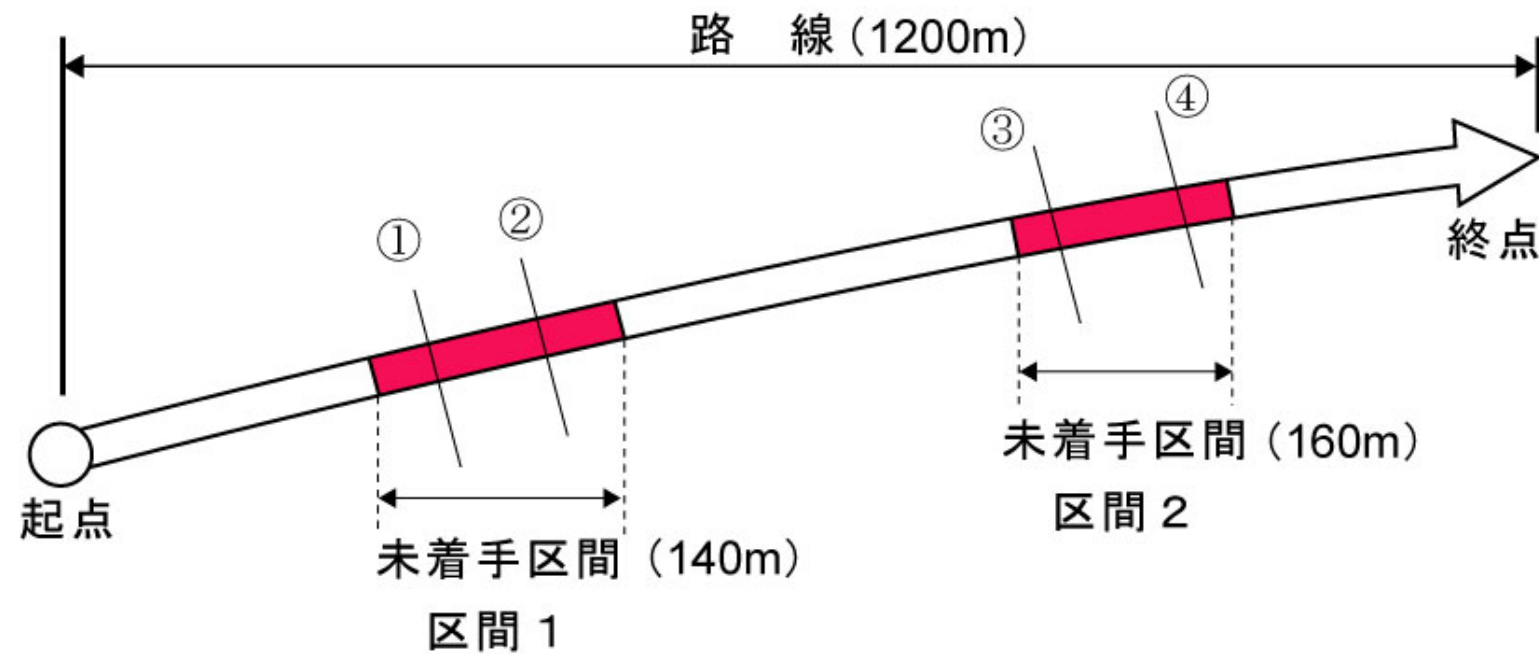 路　線（1200m）
④
③
②
①
終点
未着手区間（160m）
区間２
起点
未着手区間（140m）
区間１